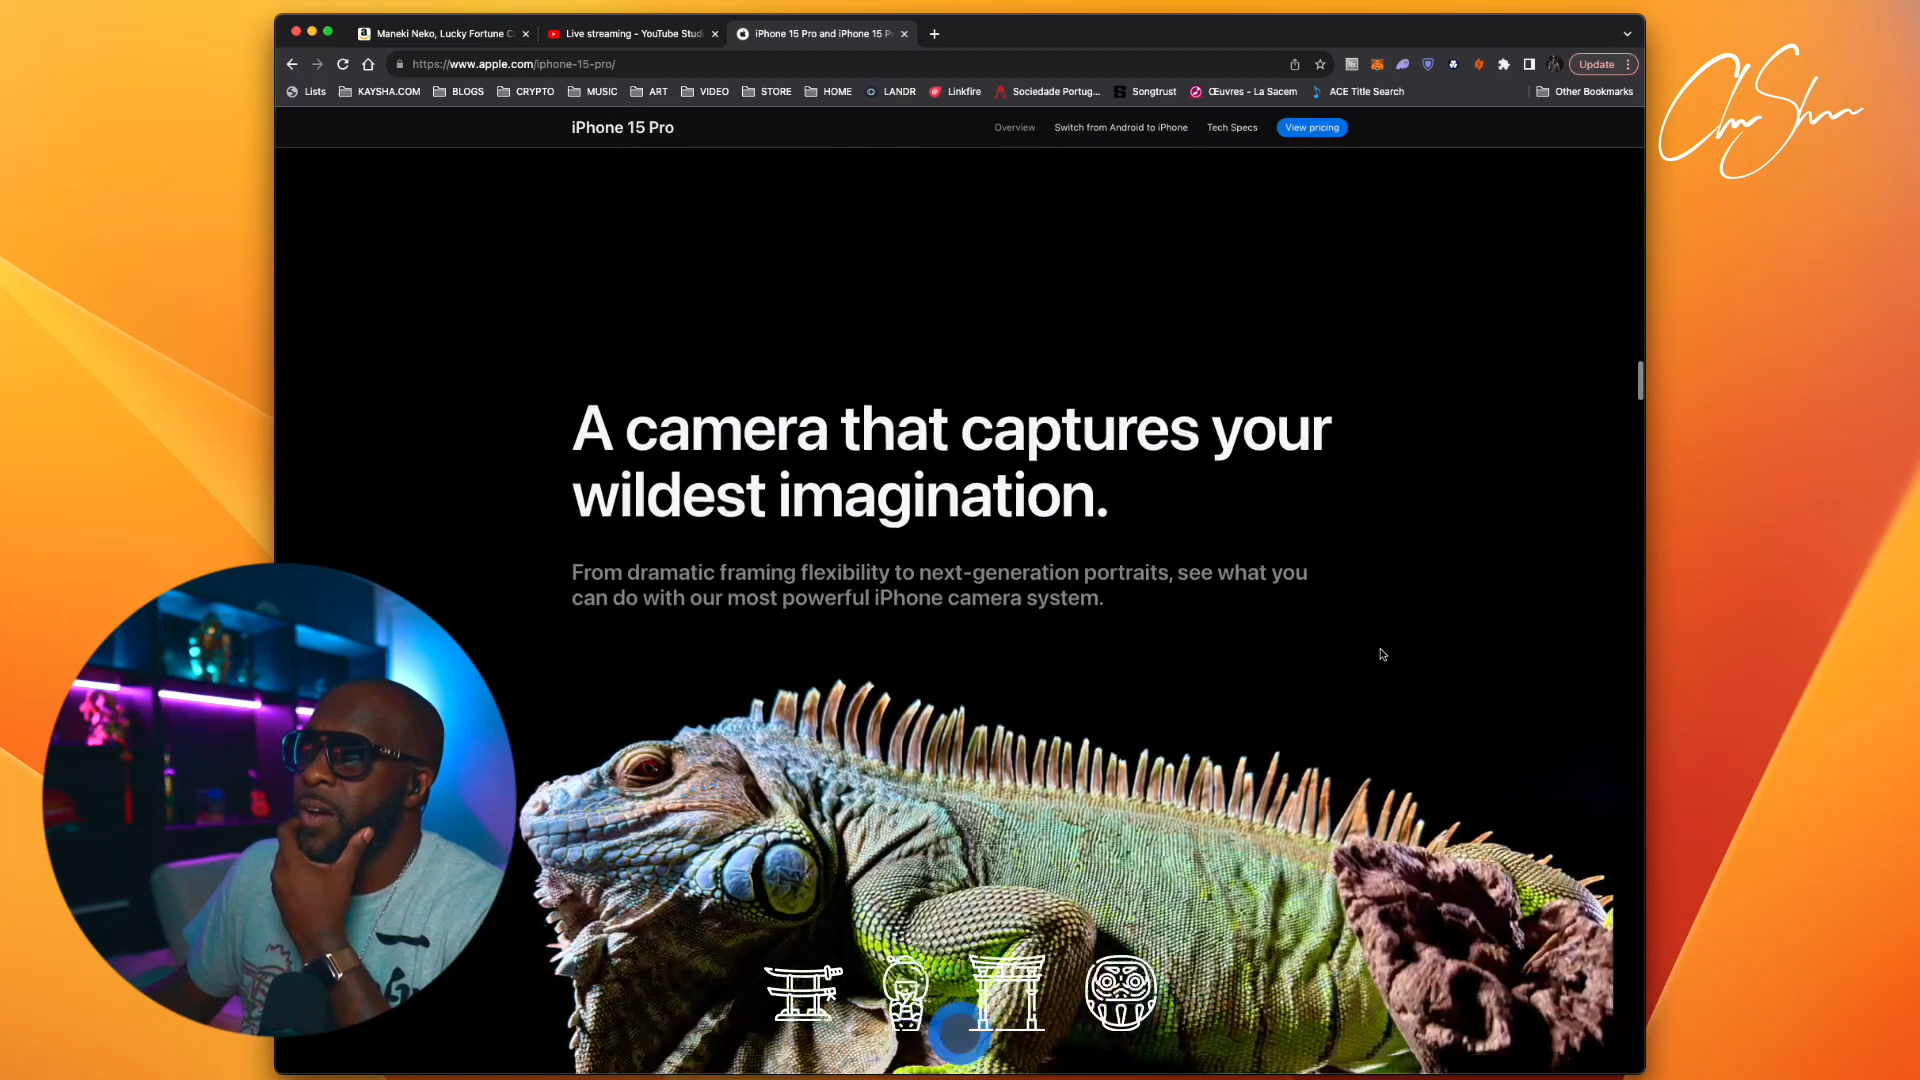 Maneki Neko, Lucky Fortune C
Live streaming - YouTube Studi
iPhone 15 Pro and iPhone 15 P
https://www.apple.com/iphone-15-pro/
Update
Lists
KAYSHA.COM
BLOGS
CRYPTO
MUSIC
ART
VIDEO
STORE
HOME
LANDR
Linkfire
Sociedade Portug...
Songtrust
Œuvres - La Sacem
ACE Title Search
Other Bookmarks
iPhone 15 Pro
Overview
Switch from Android to iPhone
Tech Specs
View pricing
A camera that captures your
wildest imagination.
From dramatic framing flexibility to next-generation portraits, see what you
can do with our most powerful iPhone camera system.